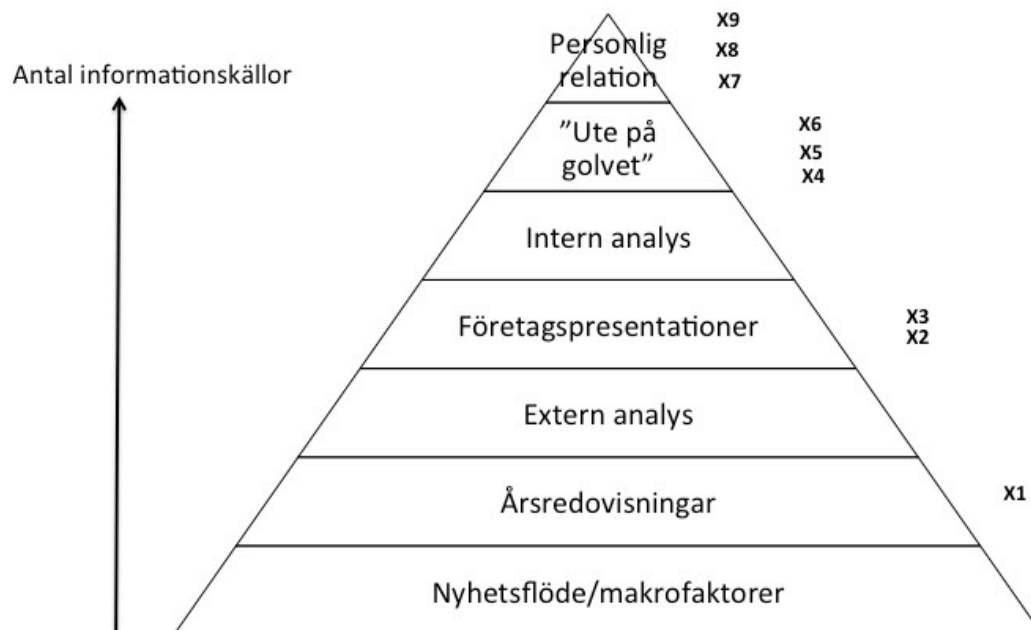 X9
Personlig
X8
Antal informationskällor
relation
X7
”Ute på
X6
golvet”
X5
X4
Intern analys
Företagspresentationer
X3
X2
Extern analys
Årsredovisningar
X1
Nyhetsflöde/makrofaktorer